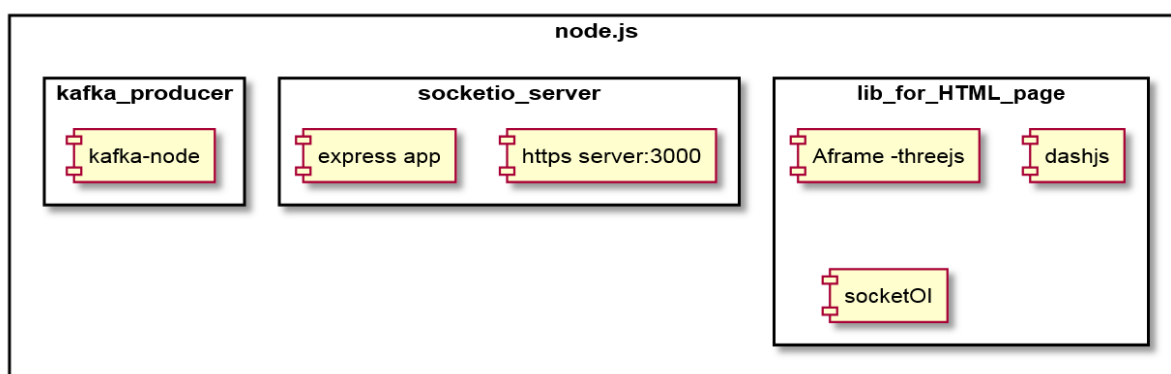 node.js
kafka_producer
socketio_server
lib_for_HTML_page
kafka-node
express app
https server:3000
Aframe -threejs
dashjs
socketOI